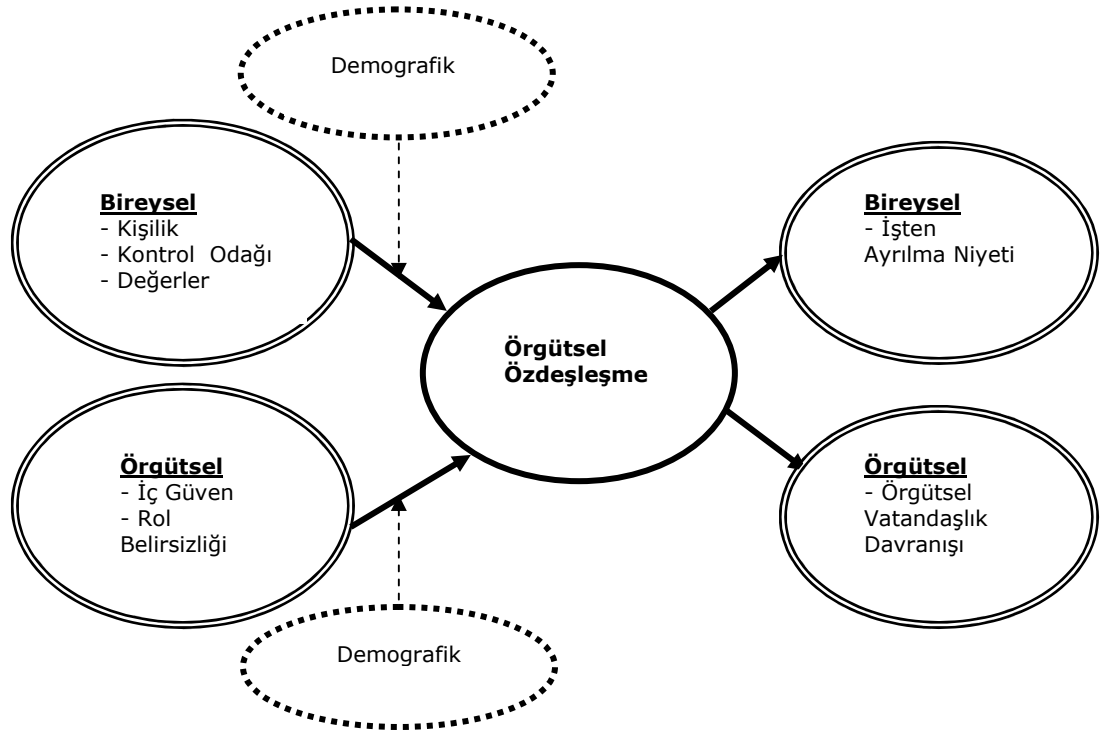 Demografik
Bireysel
- Kişilik
- Kontrol Odağı
- Değerler
Bireysel
- İşten
Ayrılma Niyeti
Örgütsel
Özdeşleşme
Örgütsel
- İç Güven
- Rol
Belirsizliği
Örgütsel
- Örgütsel
Vatandaşlık
Davranışı
Demografik